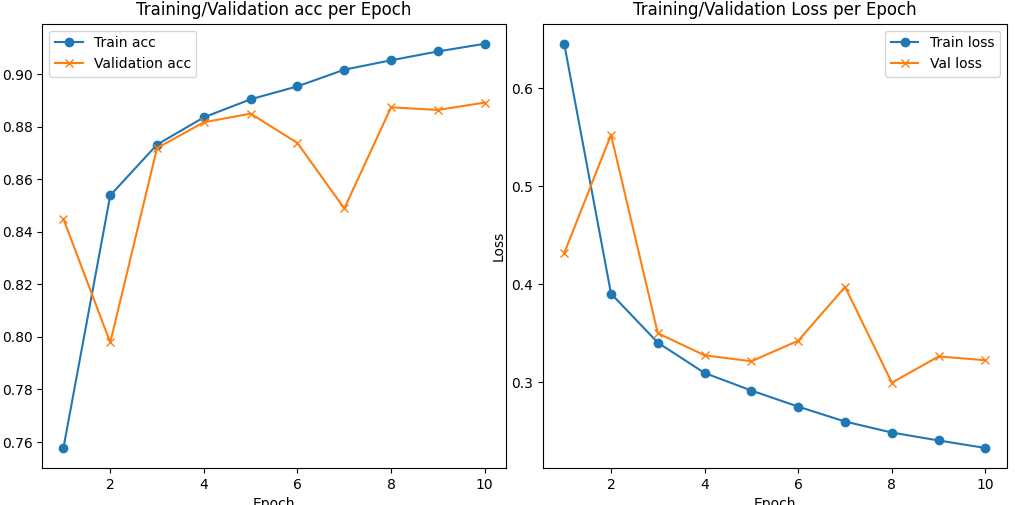 Training/Validation acc per Epoch
Train acc
Validation acc
0.90
0.88
0.86
0.84
0.82
0.80
0.78
0.76
2
4
6
8
10
Epoch
Training/Validation Loss per Epoch
Train loss
Val loss
Loss
0.6
0.5
0.4
0.3
2
4
6
8
10
Epoch